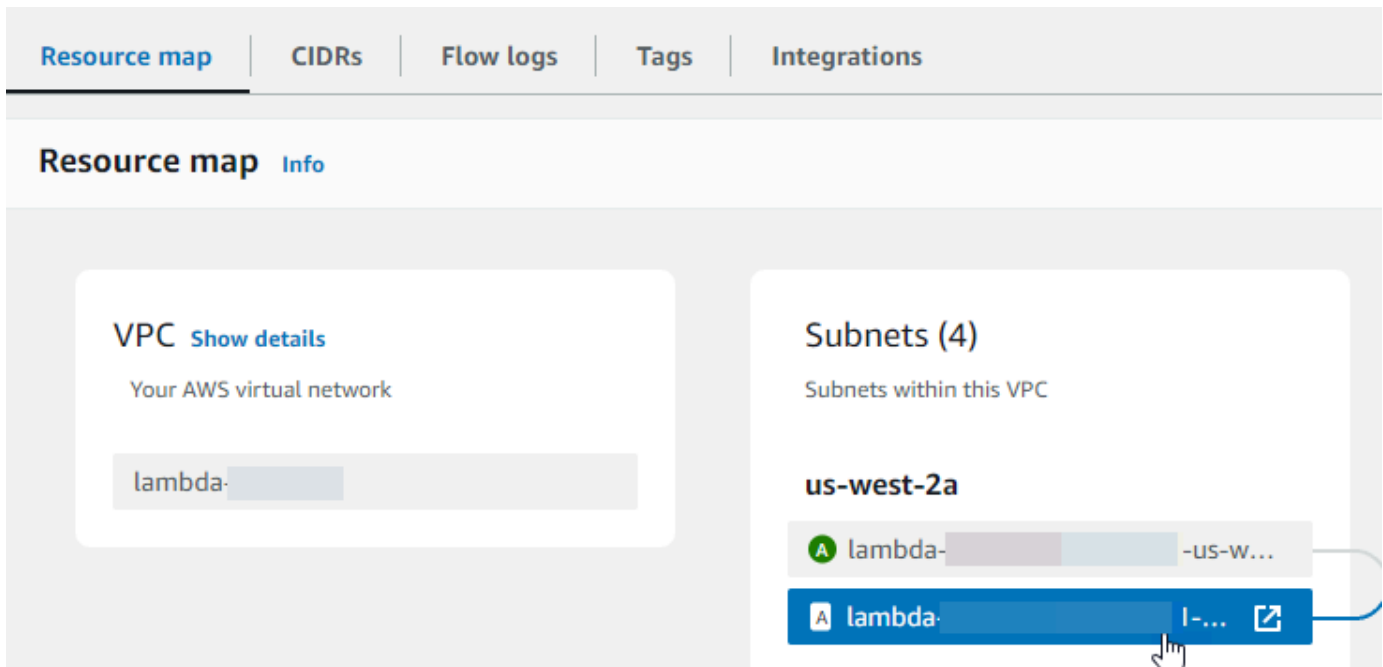 Resource map CIDRs Flow logs Tags Integrations
Resource map Info
VPC Show details
Your AWS virtual network
lambda-
Subnets (4)
Subnets within this VPC
us-west-2a
A lambda- -us-w...
A lambda- l-...